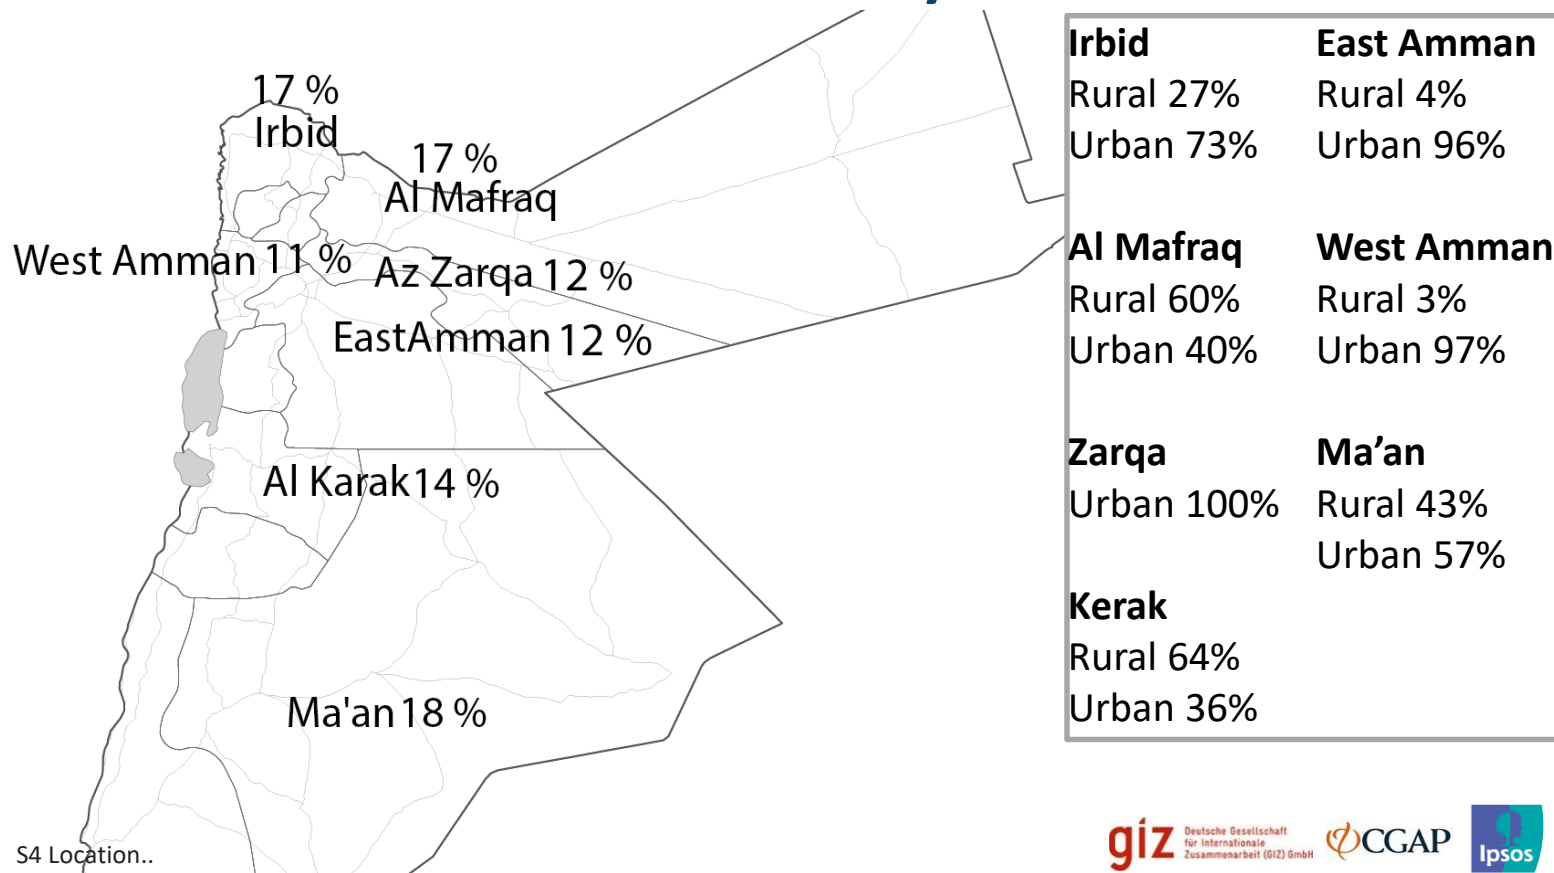 17 %
Irbid
17 %
Al Mafraq
West Amman 11 %
Az Zarqa 12 %
EastAmman 12 %
Al Karak 14 %
Ma'an 18 %
Irbid
Rural 27%
Urban 73%
East Amman
Rural 4%
Urban 96%
Al Mafraq
Rural 60%
Urban 40%
West Amman
Rural 3%
Urban 97%
Zarqa
Urban 100%
Ma’an
Rural 43%
Urban 57%
Kerak
Rural 64%
Urban 36%
S4 Location..
giz
Deutsche Gesellschaft
für Internationale
Zusammenarbeit (GIZ) GmbH
CGAP
Ipsos